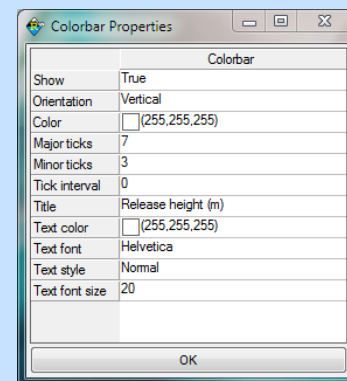 Colorbar Properties
Colorbar
Show True
Orientation Vertical
Color (255,255,255)
Major ticks 7
Minor ticks 3
Tick interval 0
Title Release height (m)
Text color (255,255,255)
Text font Helvetica
Text style Normal
Text font size 20
OK